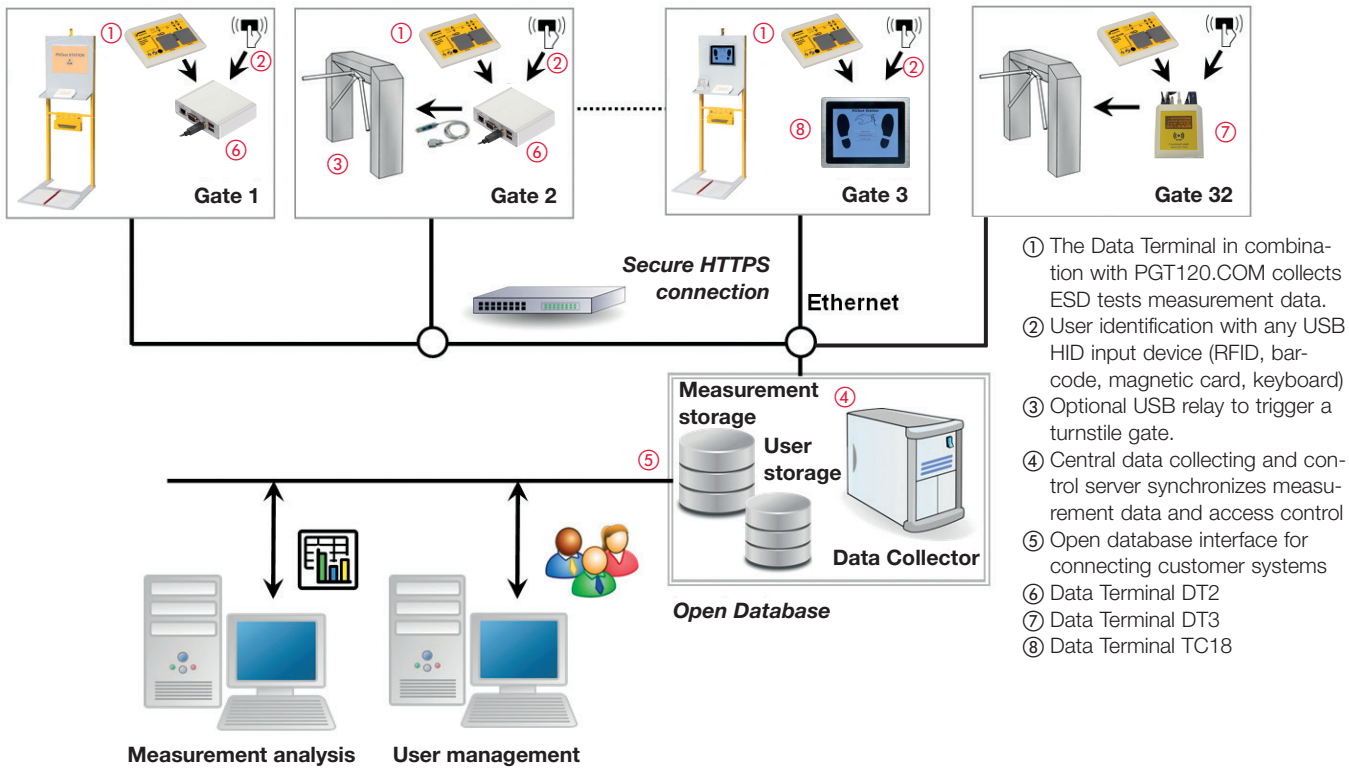 ① ② ① ② ① ② 
⑥ ③ ⑥ ⑧ ⑦
Gate 1
Gate 2
Gate 3
Gate 32
Secure HTTPS
connection
Ethernet
Measurement
storage
④
User
storage
⑤
Data Collector
Open Database
Measurement analysis
User management
① The Data Terminal in combina-
tion with PGT120.COM collects
ESD tests measurement data.
② User identification with any USB
HID input device (RFID, bar-
code, magnetic card, keyboard)
③ Optional USB relay to trigger a
turnstile gate.
④ Central data collecting and con-
trol server synchronizes measu-
rement data and access control
⑤ Open database interface for
connecting customer systems
⑥ Data Terminal DT2
⑦ Data Terminal DT3
⑧ Data Terminal TC18